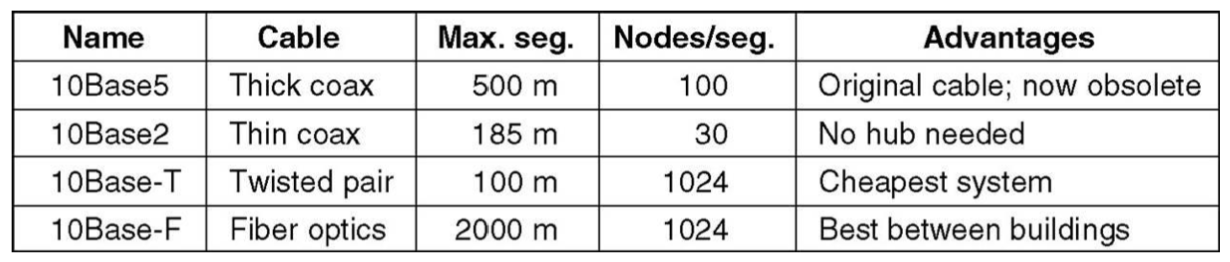 Name Cable Max. seg. Nodes/seg. Advantages
10Base5 Thick coax 500 m 100 Original cable; now obsolete
10Base2 Thin coax 185 m 30 No hub needed
10Base-T Twisted pair 100 m 1024 Cheapest system
10Base-F Fiber optics 2000 m 1024 Best between buildings